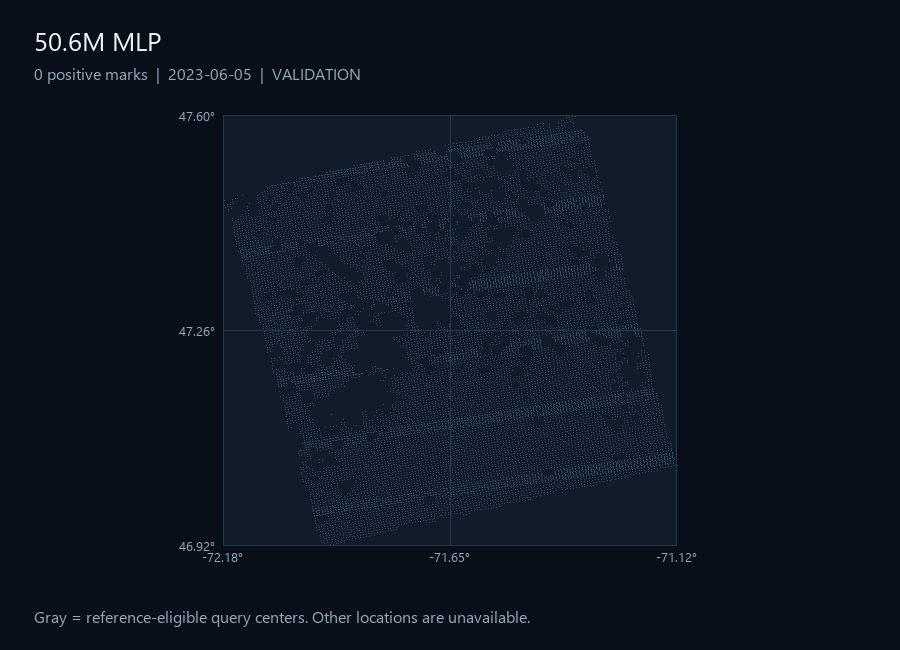 50.6M MLP
0 positive marks | 2023-06-05 | VALIDATION
47.60°
47.26°
46.92°
-72.18°
-71.65°
-71.12°
Gray = reference-eligible query centers. Other locations are unavailable.